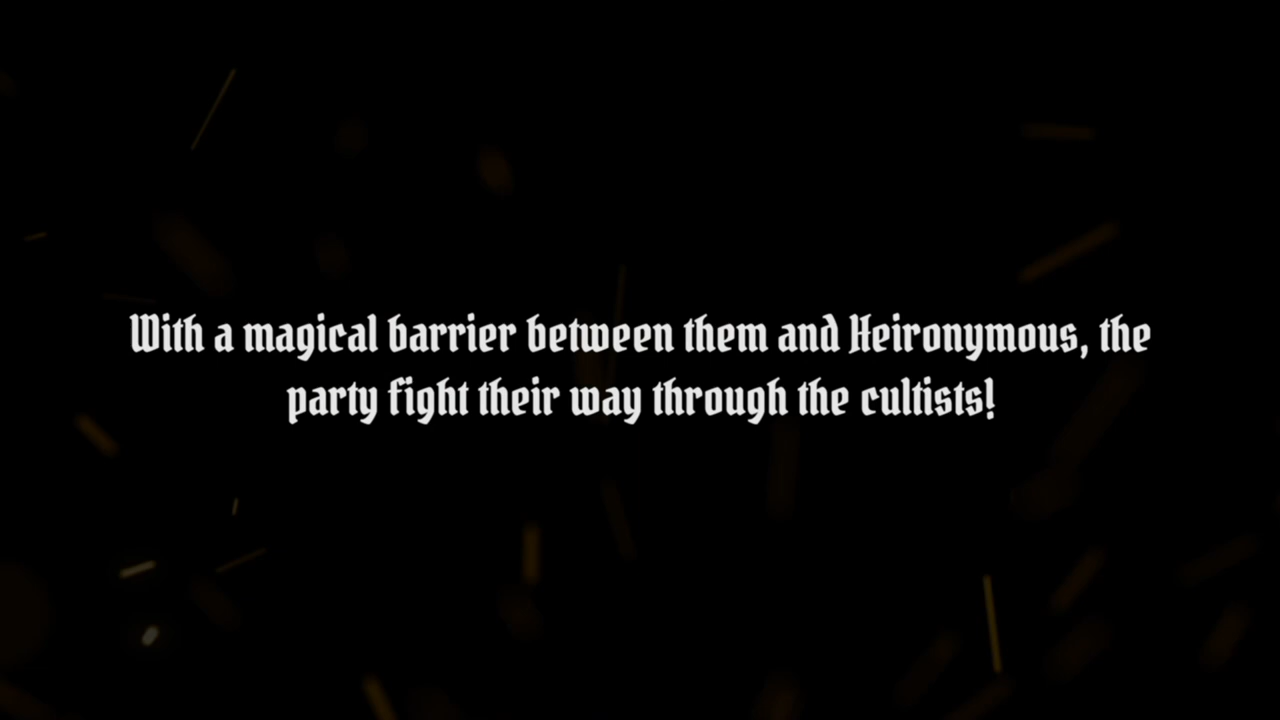 With a magical barrier between them and Heironymous, the
party fight their way through the cultists!